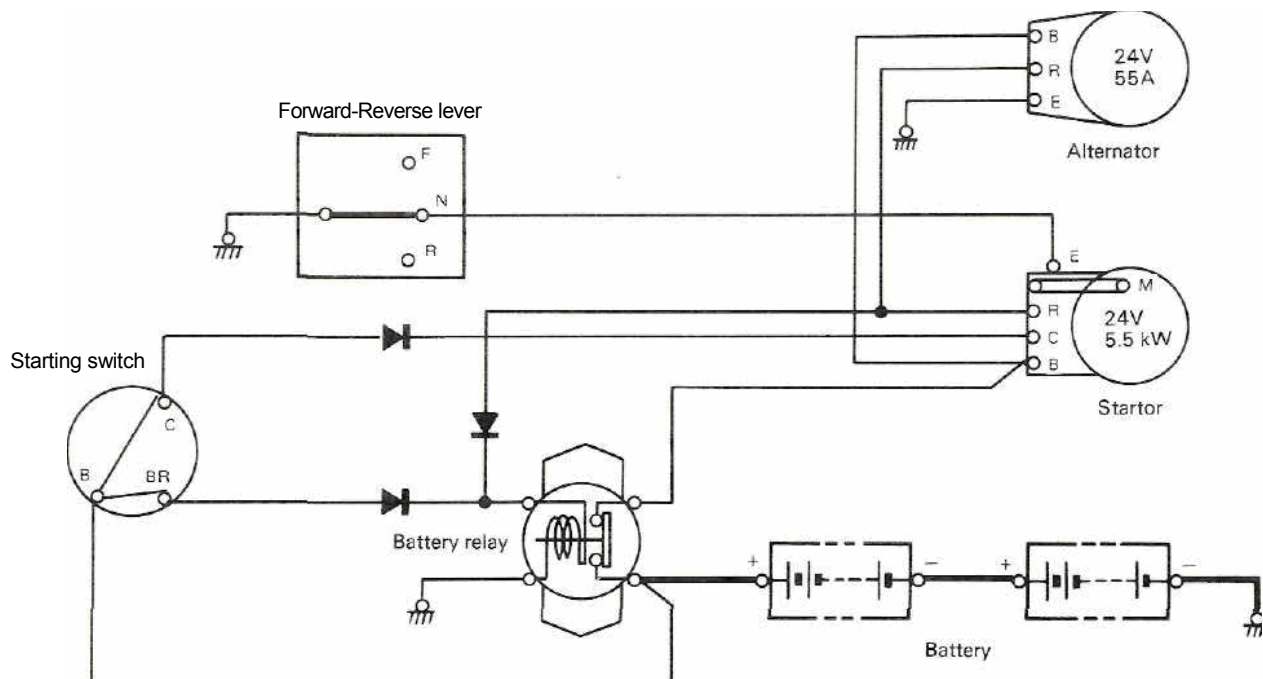 B
R
E
24V
55A
Alternator
Forward-Reverse lever
F
N
R
E
M
R
C
B
24V
5.5 kW
Startor
Starting switch
C
B
BR
Battery relay
+
−
+
−
Battery